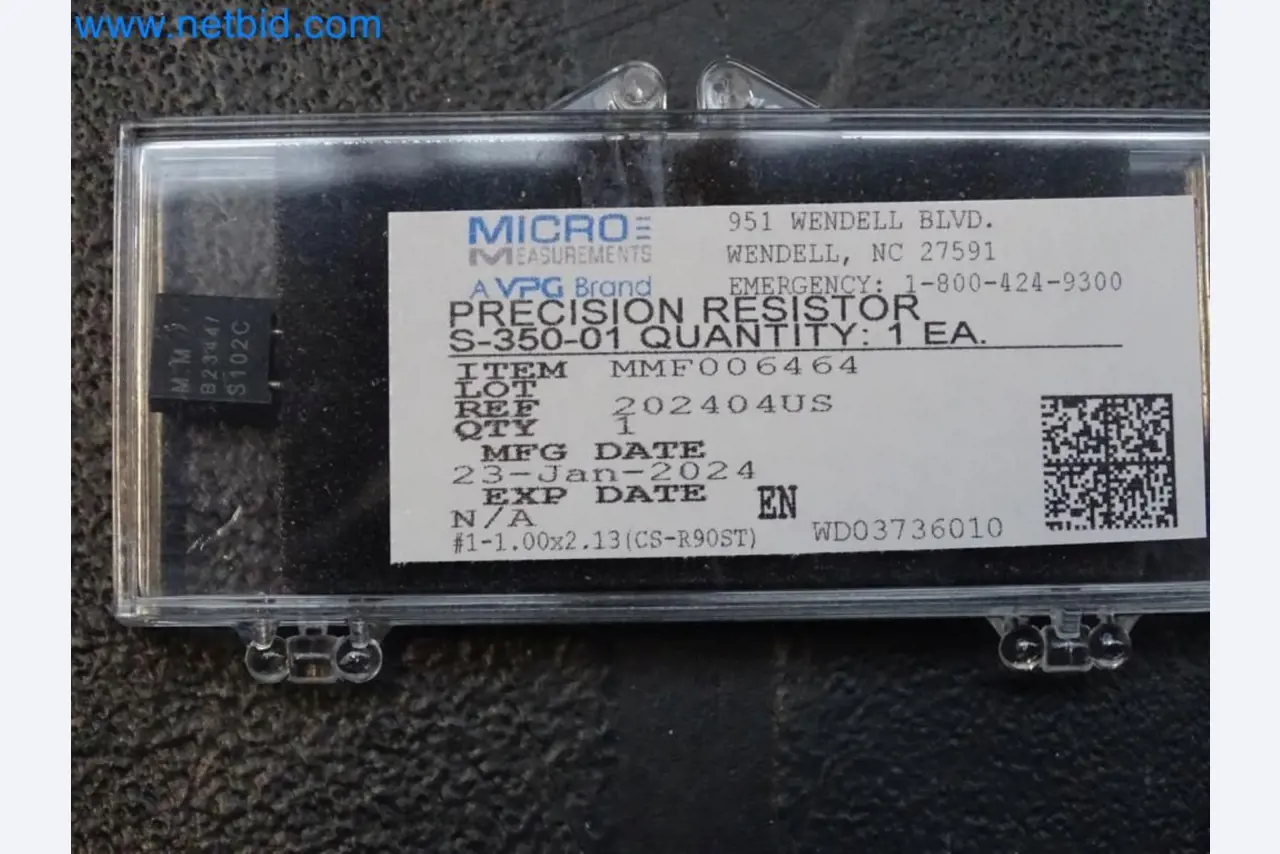 www.netbid.com
MICRO
MEASUREMENTS
A VPG Brand
951 WENDELL BLVD.
WENDELL, NC 27591
EMERGENCY: 1-800-424-9300
PRECISION RESISTOR
S-350-01 QUANTITY: 1 EA.
ITEM MMF006464
LOT
REF 202404US
QTY 1
MFG DATE
23-Jan-2024
EXP DATE
N/A
EN
#1-1.00x2.13(CS-R90ST)
WD03736010
S102C